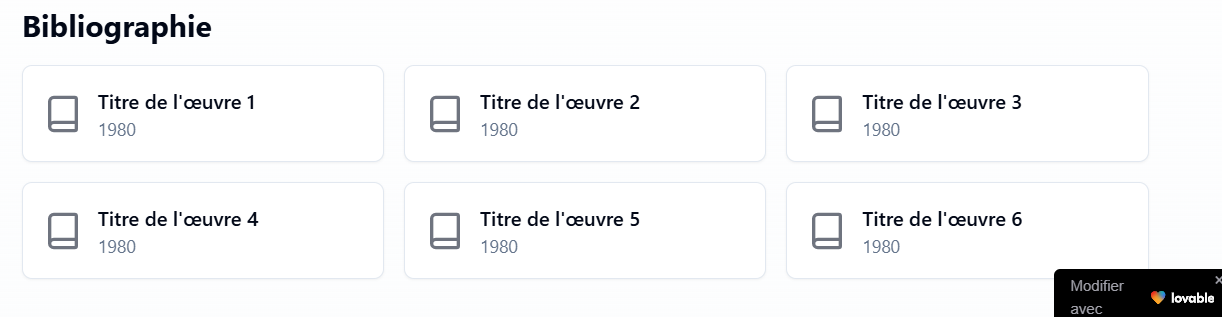 Bibliographie
Titre de l'œuvre 1
1980
Titre de l'œuvre 2
1980
Titre de l'œuvre 3
1980
Titre de l'œuvre 4
1980
Titre de l'œuvre 5
1980
Titre de l'œuvre 6
1980
Modifier
avec
lovable